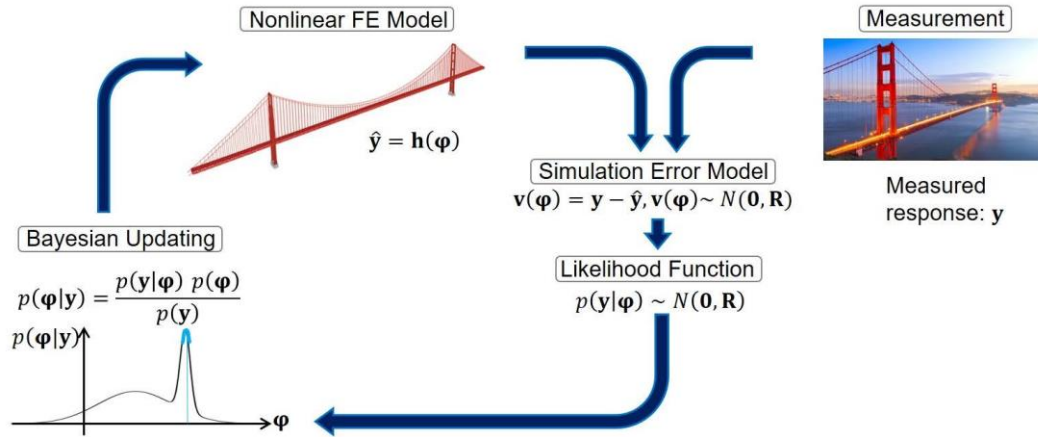 Nonlinear FE Model
Measurement
ŷ = h(φ)
Simulation Error Model
v(φ) = y − ŷ, v(φ)~ N(0, R)
Measured
response: y
Bayesian Updating
Likelihood Function
p(φ|y) = p(y|φ) p(φ) / p(y)
p(y|φ) ~ N(0, R)
p(φ|y)
φ